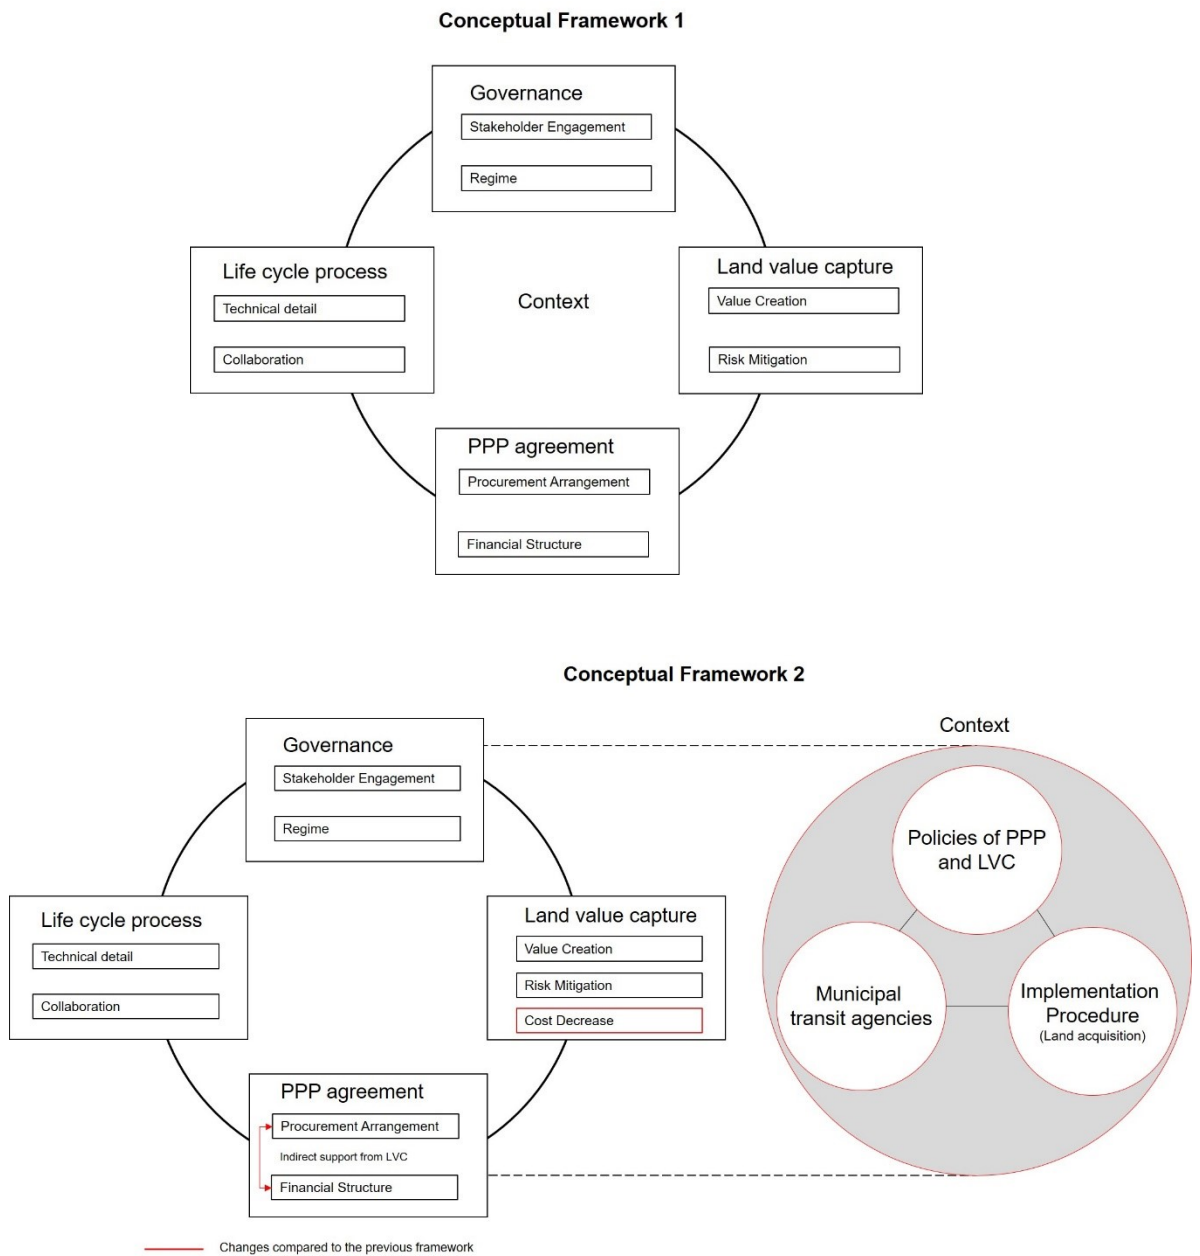 Conceptual Framework 1
Governance
Stakeholder Engagement
Regime
Life cycle process
Technical detail
Collaboration
Context
Land value capture
Value Creation
Risk Mitigation
PPP agreement
Procurement Arrangement
Financial Structure
Conceptual Framework 2
Governance
Stakeholder Engagement
Regime
Life cycle process
Technical detail
Collaboration
Land value capture
Value Creation
Risk Mitigation
Cost Decrease
PPP agreement
Procurement Arrangement
Indirect support from LVC
Financial Structure
Context
Policies of PPP
and LVC
Municipal
transit agencies
Implementation
Procedure
(Land acquisition)
Changes compared to the previous framework